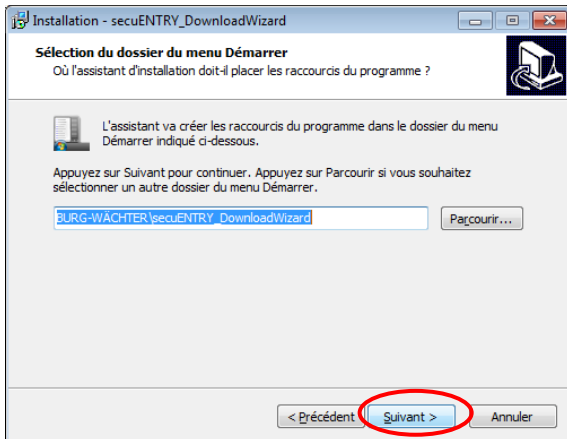 Installation - secuENTRY_DownloadWizard
Sélection du dossier du menu Démarrer
Où l'assistant d'installation doit-il placer les raccourcis du programme ?
L'assistant va créer les raccourcis du programme dans le dossier du menu
Démarrer indiqué ci-dessous.
Appuyez sur Suivant pour continuer. Appuyez sur Parcourir si vous souhaitez
sélectionner un autre dossier du menu Démarrer.
BURG-WÄCHTER\secuENTRY_DownloadWizard
Parcourir...
< Précédent
Suivant >
Annuler